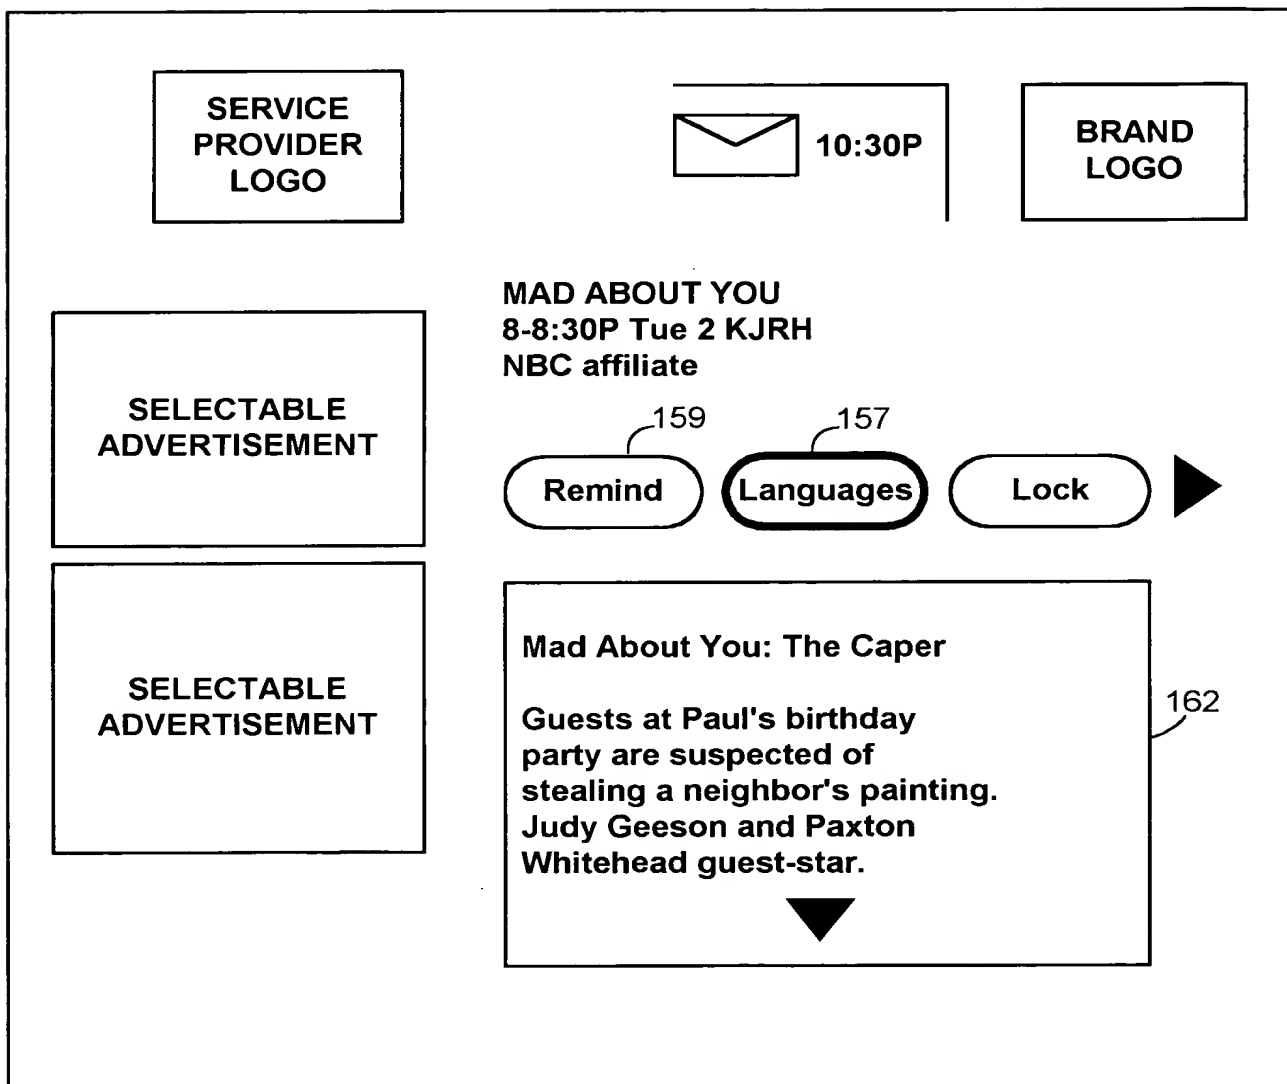 SERVICE
PROVIDER
LOGO
10:30P
BRAND
LOGO
MAD ABOUT YOU
8-8:30P Tue 2 KJRH
NBC affiliate
SELECTABLE
ADVERTISEMENT
159
157
Remind
Languages
Lock
SELECTABLE
ADVERTISEMENT
Mad About You: The Caper
Guests at Paul's birthday
party are suspected of
stealing a neighbor's painting.
Judy Geeson and Paxton
Whitehead guest-star.
162